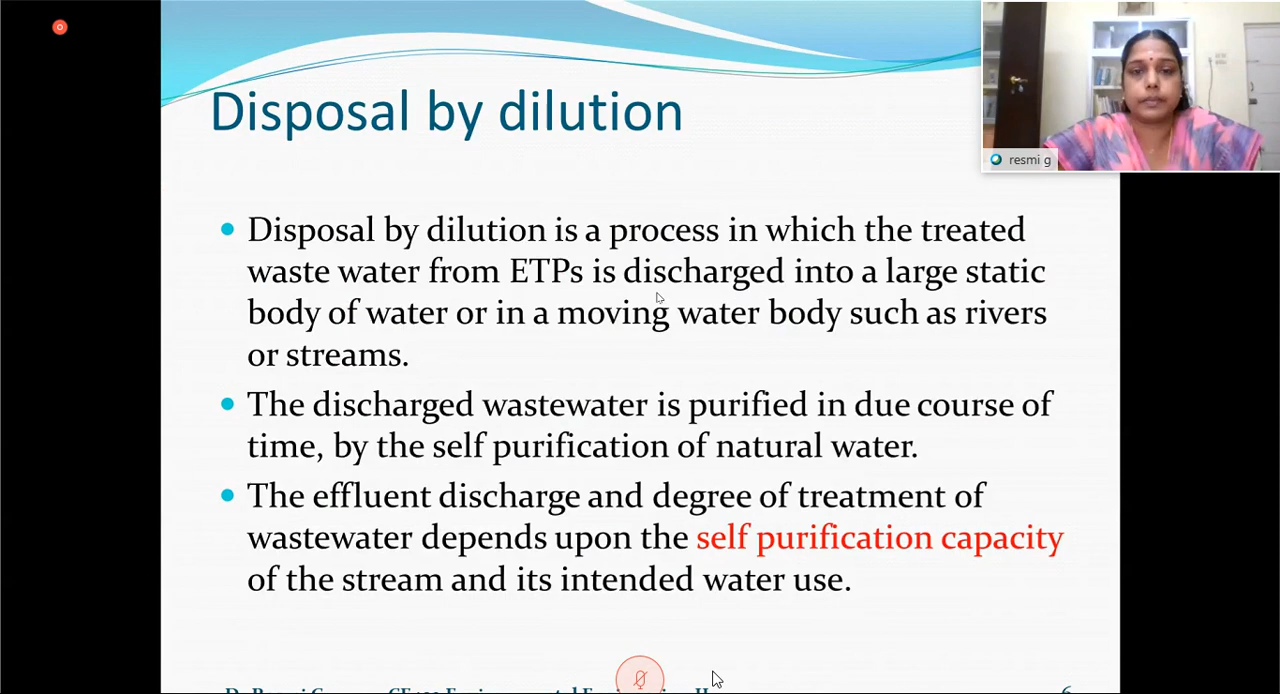 Disposal by dilution
resmi g
Disposal by dilution is a process in which the treated
waste water from ETPs is discharged into a large static
body of water or in a moving water body such as rivers
or streams.
The discharged wastewater is purified in due course of
time, by the self purification of natural water.
The effluent discharge and degree of treatment of
wastewater depends upon the self purification capacity
of the stream and its intended water use.